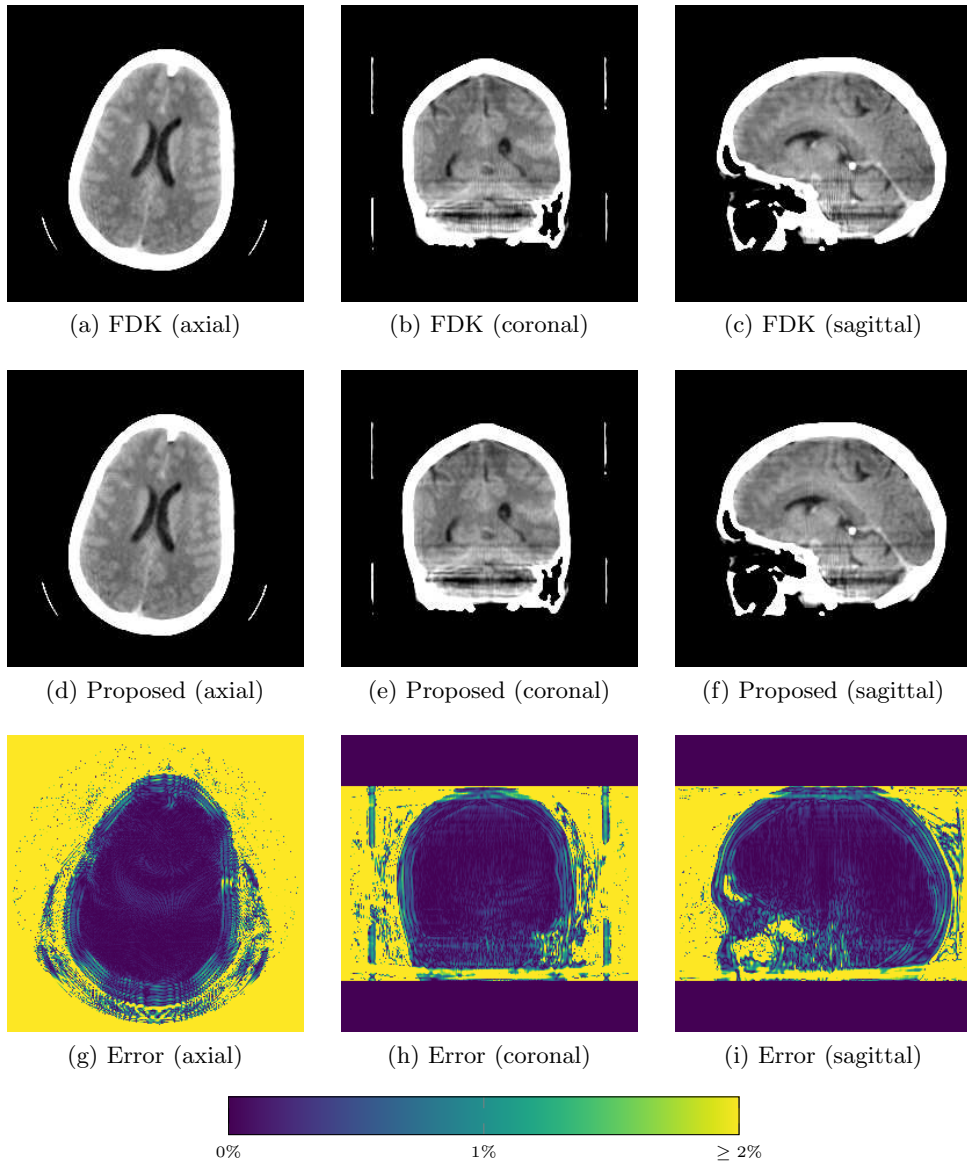 (a) FDK (axial)
(b) FDK (coronal)
(c) FDK (sagittal)
(d) Proposed (axial)
(e) Proposed (coronal)
(f) Proposed (sagittal)
(g) Error (axial)
(h) Error (coronal)
(i) Error (sagittal)
0% 1% ≥ 2%